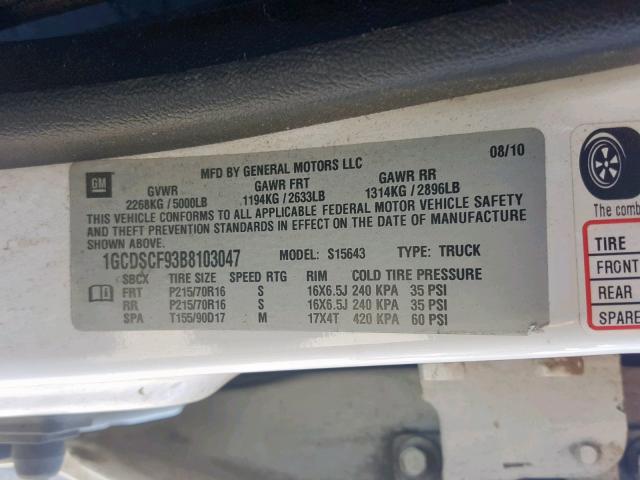 GM
MFD BY GENERAL MOTORS LLC 08/10
GVWR GAWR FRT GAWR RR
2268KG / 5000LB 1194KG / 2633LB 1314KG / 2896LB
THIS VEHICLE CONFORMS TO ALL APPLICABLE FEDERAL MOTOR VEHICLE SAFETY
AND THEFT PREVENTION STANDARDS IN EFFECT ON THE DATE OF MANUFACTURE
SHOWN ABOVE.
1GCDSCF93B8103047 MODEL: S15643 TYPE: TRUCK
SBCX TIRE SIZE SPEED RTG RIM COLD TIRE PRESSURE
FRT P215/70R16 S 16X6.5J 240 KPA 35 PSI
RR P215/70R16 S 16X6.5J 240 KPA 35 PSI
SPA T155/90D17 M 17X4T 420 KPA 60 PSI
The comb
TIRE
FRONT
REAR
SPARE